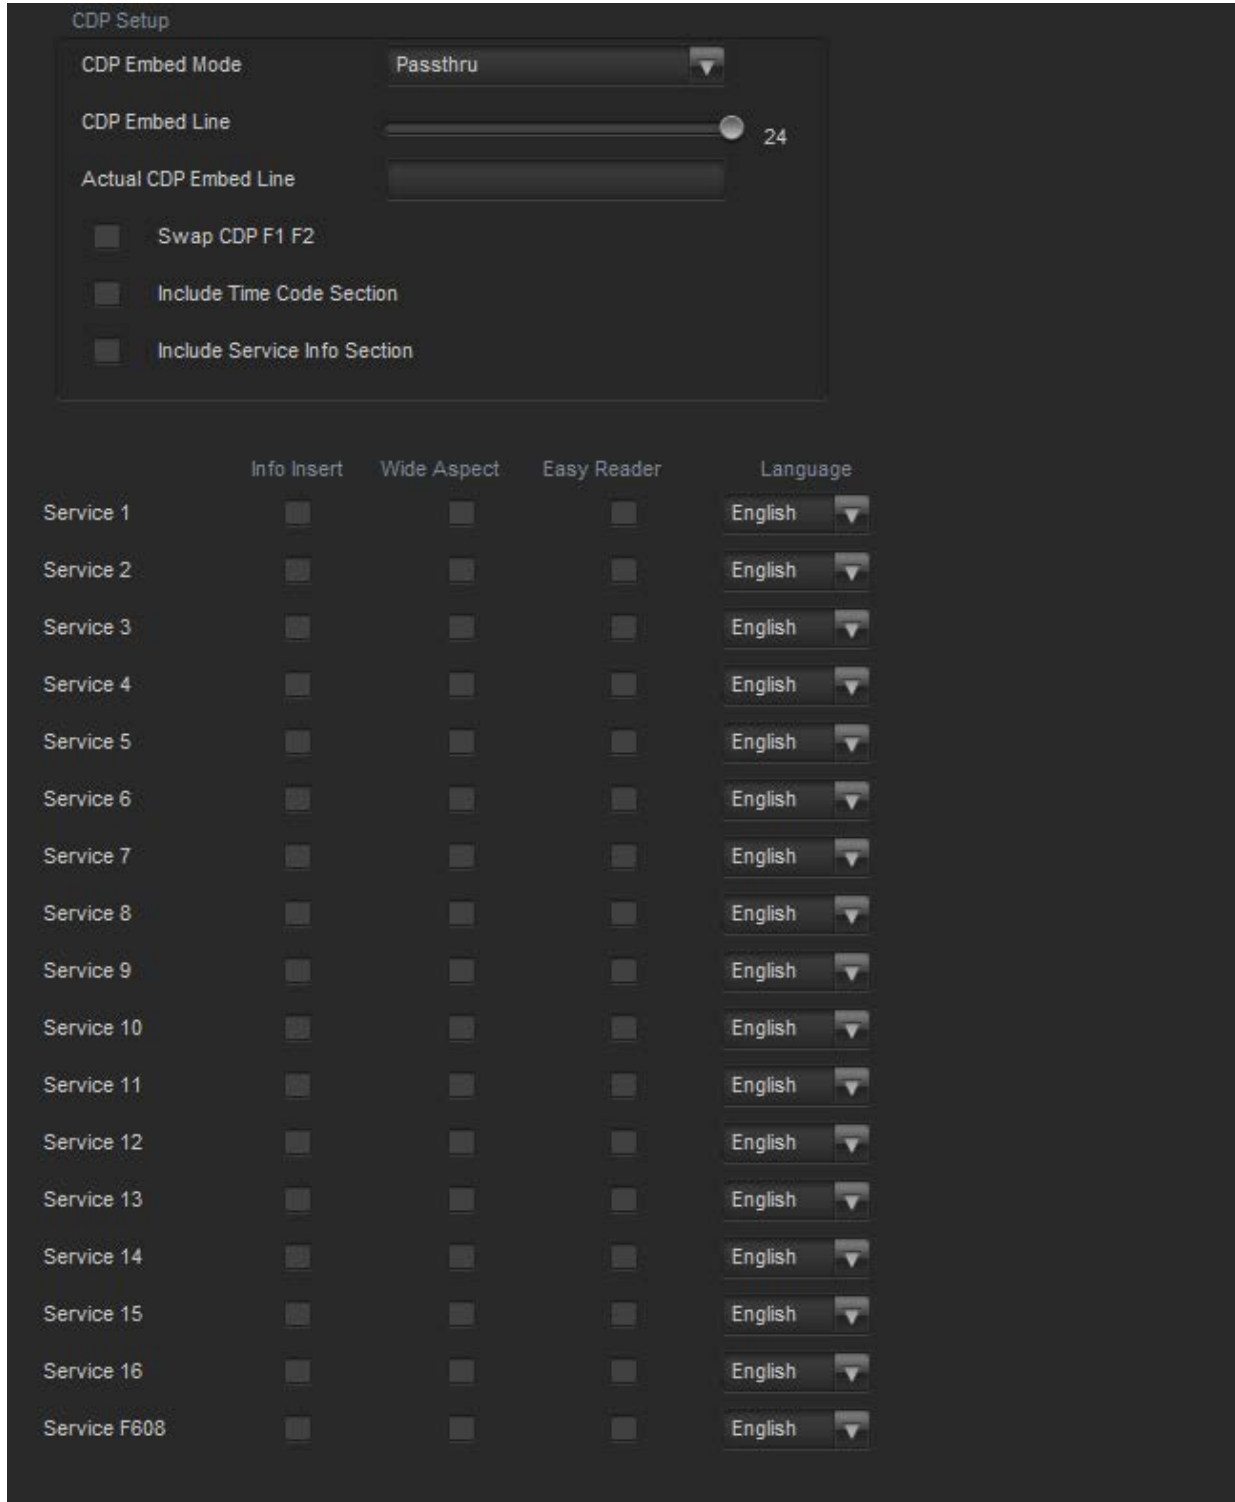 CDP Setup
CDP Embed Mode Passthru
CDP Embed Line 24
Actual CDP Embed Line
Swap CDP F1 F2
Include Time Code Section
Include Service Info Section
Info Insert Wide Aspect Easy Reader Language
Service 1 English
Service 2 English
Service 3 English
Service 4 English
Service 5 English
Service 6 English
Service 7 English
Service 8 English
Service 9 English
Service 10 English
Service 11 English
Service 12 English
Service 13 English
Service 14 English
Service 15 English
Service 16 English
Service F608 English